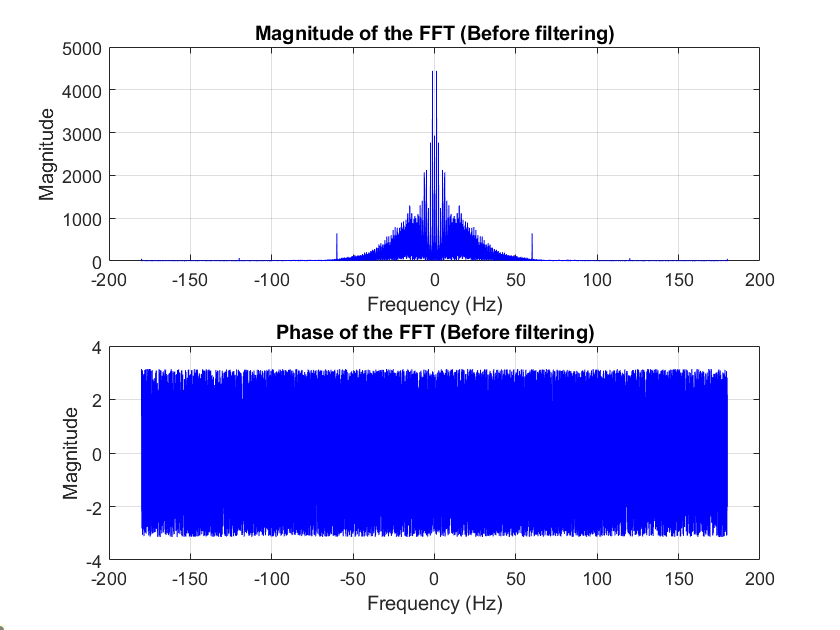 Magnitude of the FFT (Before filtering)
5000
4000
3000
2000
1000
0
Magnitude
-200 -150 -100 -50 0 50 100 150 200
Frequency (Hz)
Phase of the FFT (Before filtering)
4
2
0
-2
-4
Magnitude
-200 -150 -100 -50 0 50 100 150 200
Frequency (Hz)